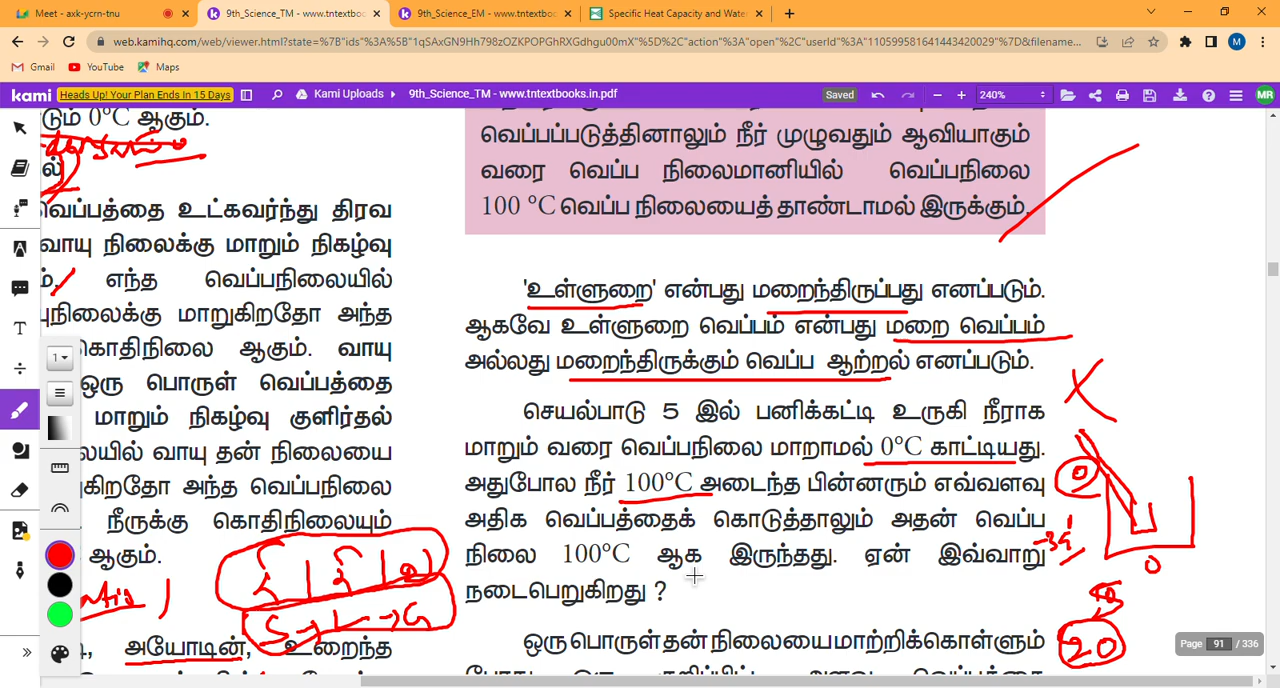 Meet - axk-ycrn-tnu
9th_Science_TM - www.tntextboo
9th_Science_EM - www.tntextboo
Specific Heat Capacity and Wate
web.kamihq.com/web/viewer.html?state=%7B"ids"%3A%5B"1qSAxGN9Hh798zOZKPOPGhRXGdhgu00mX"%5D%2C"action"%3A"open"%2C"userId"%3A"110599581641443420029"%7D&filename...
Gmail YouTube Maps
kami Heads Up! Your Plan Ends In 15 Days Kami Uploads 9th_Science_TM - www.tntextbooks.in.pdf Saved 240% MR
டும் 0°C ஆகும்.
ல்
வெப்பத்தை உட்கவர்ந்து திரவ
வாயு நிலைக்கு மாறும் நிகழ்வு
ம். எந்த வெப்பநிலையில்
புநிலைக்கு மாறுகிறதோ அந்த
கொதிநிலை ஆகும். வாயு
ஒரு பொருள் வெப்பத்தை
மாறும் நிகழ்வு குளிர்தல்
லையில் வாயு தன் நிலையை
குகிறதோ அந்த வெப்பநிலை
நீருக்கு கொதிநிலையும்
ஆகும்.
S → L → G
டி, அயோடின், உறைந்த
வெப்பப்படுத்தினாலும் நீர் முழுவதும் ஆவியாகும்
வரை வெப்ப நிலைமானியில் வெப்பநிலை
100 °C வெப்ப நிலையைத் தாண்டாமல் இருக்கும்.
'உள்ளுறை' என்பது மறைந்திருப்பது எனப்படும்.
ஆகவே உள்ளுறை வெப்பம் என்பது மறை வெப்பம்
அல்லது மறைந்திருக்கும் வெப்ப ஆற்றல் எனப்படும்.
செயல்பாடு 5 இல் பனிக்கட்டி உருகி நீராக
மாறும் வரை வெப்பநிலை மாறாமல் 0°C காட்டியது.
அதுபோல நீர் 100°C அடைந்த பின்னரும் எவ்வளவு
அதிக வெப்பத்தைக் கொடுத்தாலும் அதன் வெப்ப
நிலை 100°C ஆக இருந்தது. ஏன் இவ்வாறு
நடைபெறுகிறது ?
ஒரு பொருள் தன் நிலையை மாற்றிக்கொள்ளும்
0
0
20
Page 91 / 336